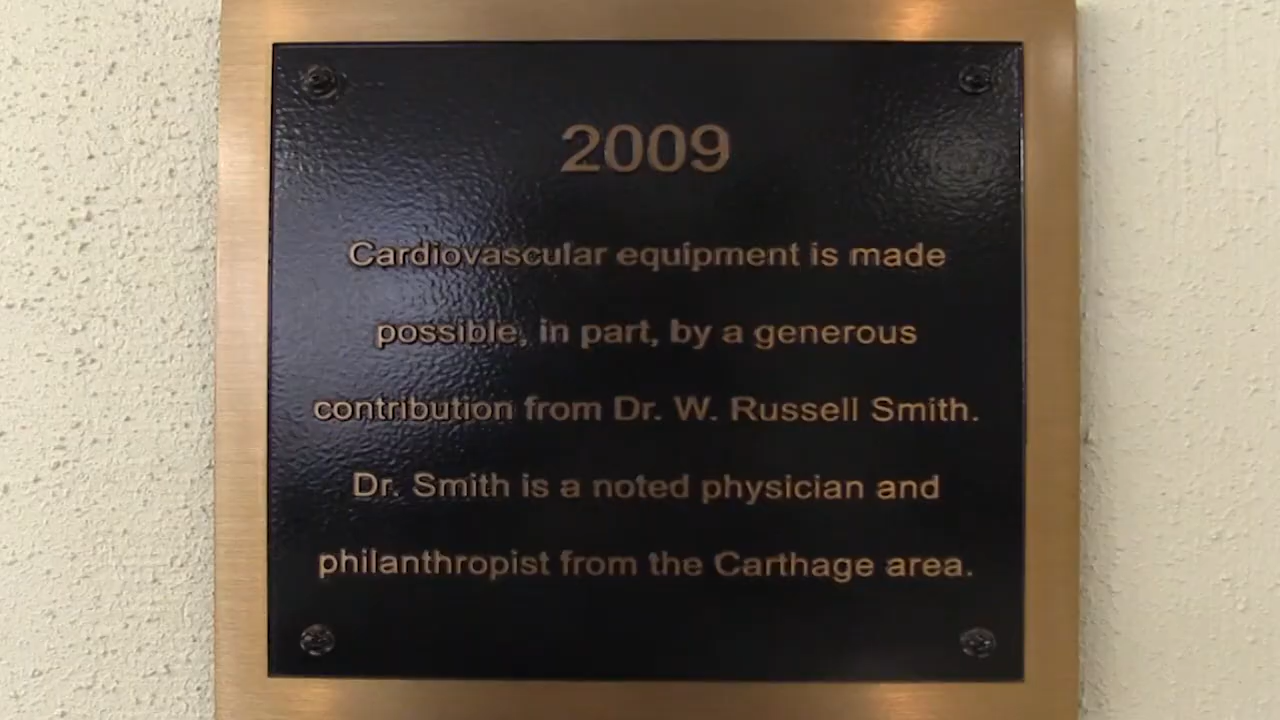 2009
Cardiovascular equipment is made
possible, in part, by a generous
contribution from Dr. W. Russell Smith.
Dr. Smith is a noted physician and
philanthropist from the Carthage area.